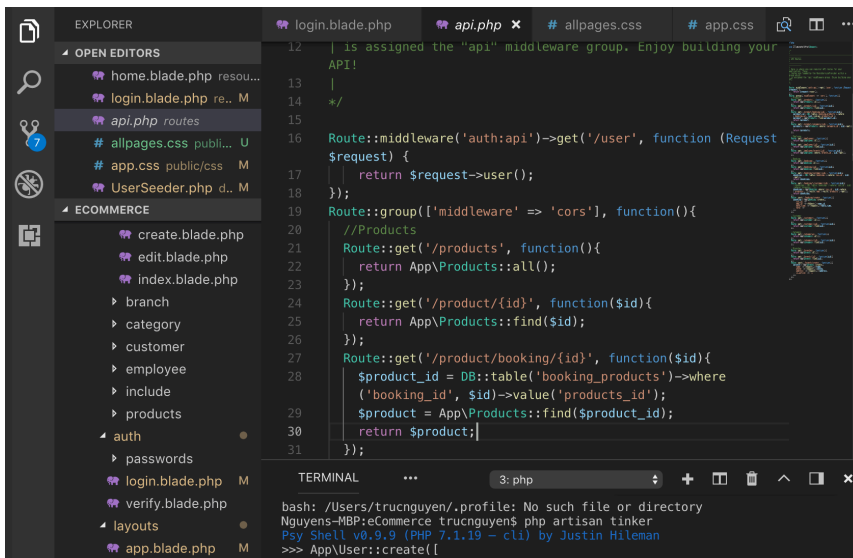 EXPLORER
OPEN EDITORS
home.blade.php resou...
login.blade.php re.. M
api.php routes
# allpages.css publi... U
# app.css public/css M
UserSeeder.php d.. M
ECOMMERCE
create.blade.php
edit.blade.php
index.blade.php
branch
category
customer
employee
include
products
auth
passwords
login.blade.php M
verify.blade.php
layouts
app.blade.php M
7
login.blade.php
api.php ×
# allpages.css
# app.css
12 | is assigned the "api" middleware group. Enjoy building your
API!
13 |
14 */
15
16 Route::middleware('auth:api')->get('/user', function (Request
$request) {
17 return $request->user();
18 });
19 Route::group(['middleware' => 'cors'], function(){
20 //Products
21 Route::get('/products', function(){
22 return App\Products::all();
23 });
24 Route::get('/product/{id}', function($id){
25 return App\Products::find($id);
26 });
27 Route::get('/product/booking/{id}', function($id){
28 $product_id = DB::table('booking_products')->where
('booking_id', $id)->value('products_id');
29 $product = App\Products::find($product_id);
30 return $product;
31 });
TERMINAL ... 3: php
bash: /Users/trucnguyen/.profile: No such file or directory
Nguyens-MBP:eCommerce trucnguyen$ php artisan tinker
Psy Shell v0.9.9 (PHP 7.1.19 — cli) by Justin Hileman
>>> App\User::create([